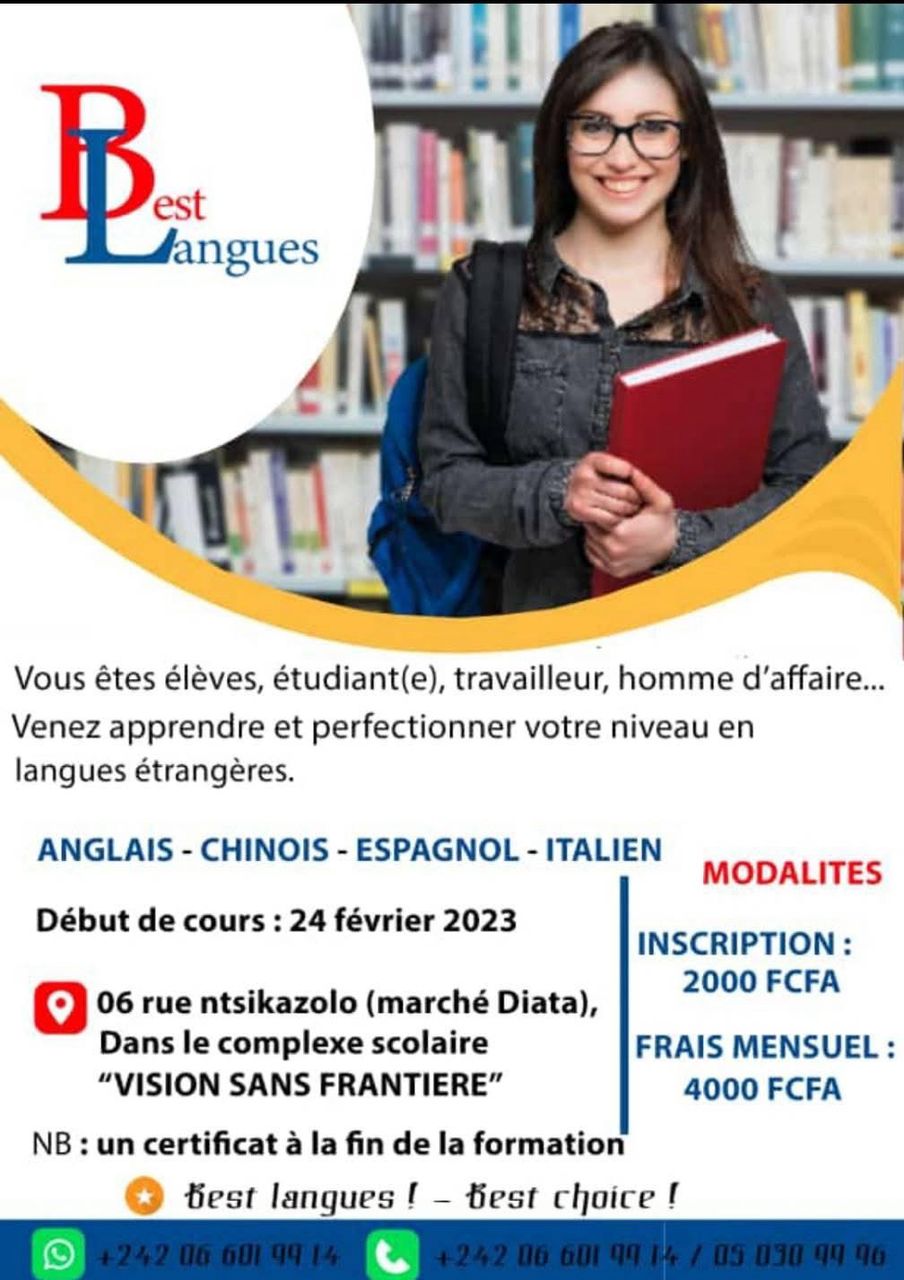 Best
Langues
Vous êtes élèves, étudiant(e), travailleur, homme d’affaire...
Venez apprendre et perfectionner votre niveau en
langues étrangères.
ANGLAIS - CHINOIS - ESPAGNOL - ITALIEN
Début de cours : 24 février 2023
06 rue ntsikazolo (marché Diata),
Dans le complexe scolaire
“VISION SANS FRANTIERE”
NB : un certificat à la fin de la formation
MODALITES
INSCRIPTION :
2000 FCFA
FRAIS MENSUEL :
4000 FCFA
Best langues ! – Best choice !
+242 06 601 99 14
+242 06 601 99 14 / 05 030 99 96